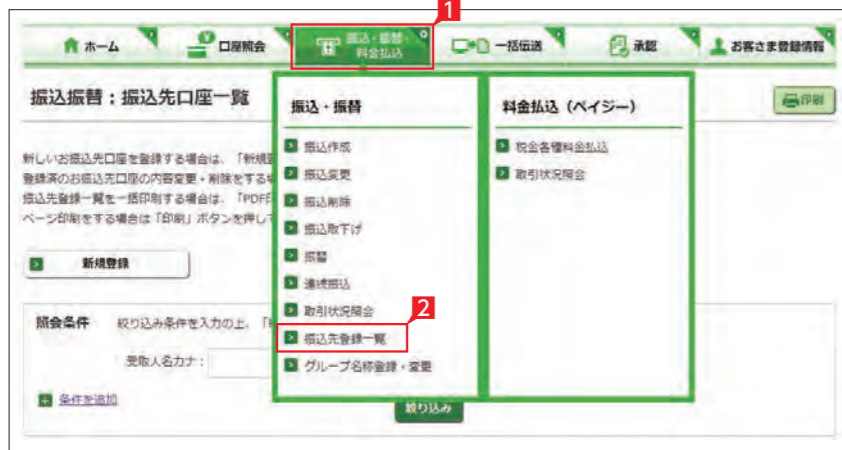 1
ホーム 口座照会 振込・振替・ 一括伝送 承認 お客さま登録情報
料金払込
振込振替：振込先口座一覧
印刷
振込・振替
料金払込（ペイジー）
新しいお振込先口座を登録する場合は、「新規
登録済のお振込先口座の内容変更・削除をする
振込先登録一覧を一括印刷する場合は、「PDF
ページ印刷をする場合は「印刷」ボタンを押して
新規登録
振込作成
振込変更
振込削除
振込取下げ
振替
連続振込
取引状況照会
2
振込先登録一覧
グループ名称登録・変更
税金各種料金払込
取引状況照会
照会条件 絞り込み条件を入力の上、「
受取人名カナ：
条件を追加
絞り込み